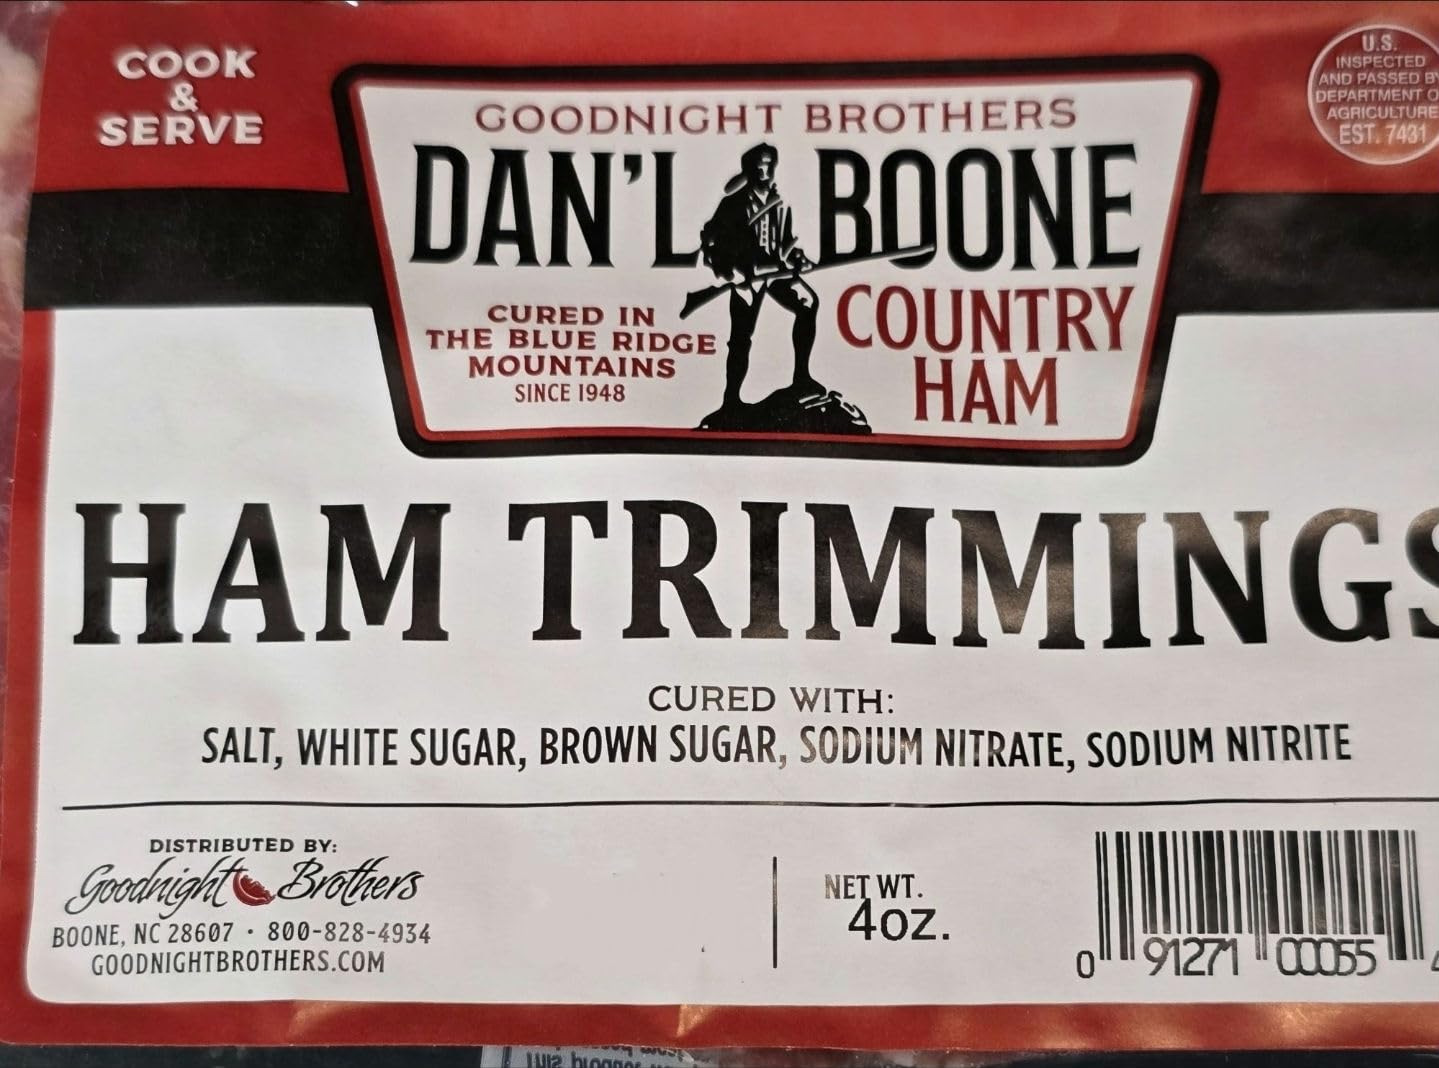 COOK
&
SERVE
GOODNIGHT BROTHERS
DAN'L BOONE
CURED IN
THE BLUE RIDGE
MOUNTAINS
SINCE 1948
COUNTRY
HAM
U.S.
INSPECTED
AND PASSED BY
DEPARTMENT O
AGRICULTURE
EST. 7431
HAM TRIMMINGS
CURED WITH:
SALT, WHITE SUGAR, BROWN SUGAR, SODIUM NITRATE, SODIUM NITRITE
DISTRIBUTED BY:
Goodnight Brothers
BOONE, NC 28607 · 800-828-4934
GOODNIGHTBROTHERS.COM
NET WT.
4oz.
0 91271 00055 4